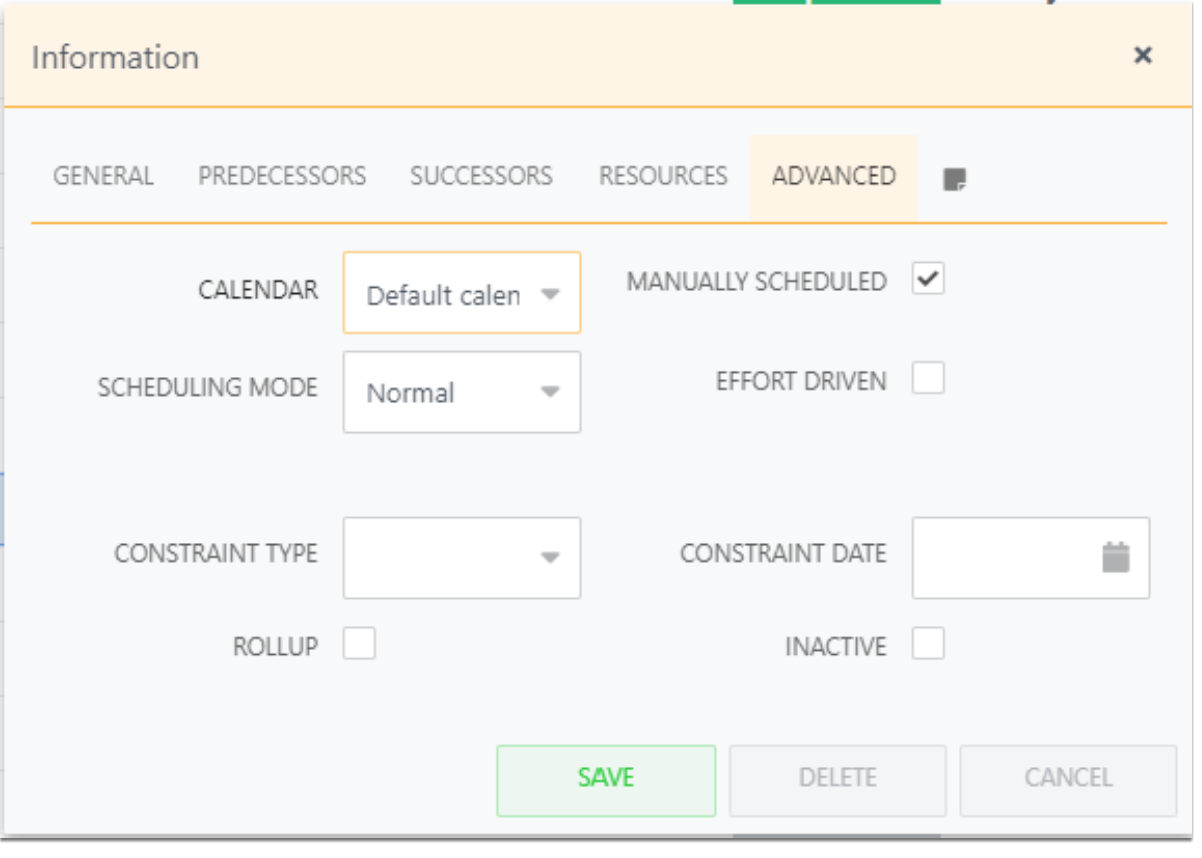 Information
GENERAL PREDECESSORS SUCCESSORS RESOURCES ADVANCED
CALENDAR Default calen MANUALLY SCHEDULED
SCHEDULING MODE Normal EFFORT DRIVEN
CONSTRAINT TYPE CONSTRAINT DATE
ROLLUP INACTIVE
SAVE DELETE CANCEL